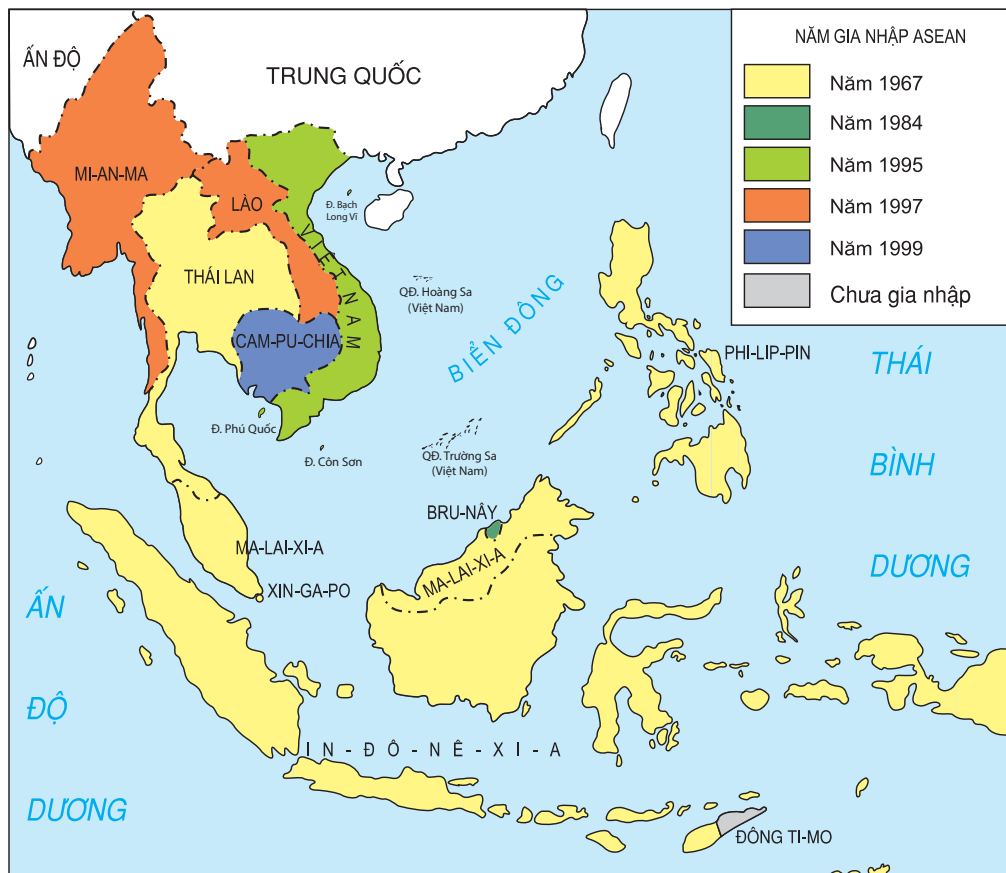 NĂM GIA NHẬP ASEAN
Năm 1967
Năm 1984
Năm 1995
Năm 1997
Năm 1999
Chưa gia nhập
ẤN ĐỘ
TRUNG QUỐC
MI-AN-MA
LÀO
Đ. Bạch
Long Vĩ
VIỆT NAM
THÁI LAN
QĐ. Hoàng Sa
(Việt Nam)
CAM-PU-CHIA
BIỂN ĐÔNG
PHI-LIP-PIN
THÁI
BÌNH
DƯƠNG
Đ. Phú Quốc
Đ. Côn Sơn
QĐ. Trường Sa
(Việt Nam)
BRU-NÂY
MA-LAI-XI-A
MA-LAI-XI-A
XIN-GA-PO
ẤN
ĐỘ
DƯƠNG
IN-ĐÔ-NÊ-XI-A
ĐÔNG TI-MO